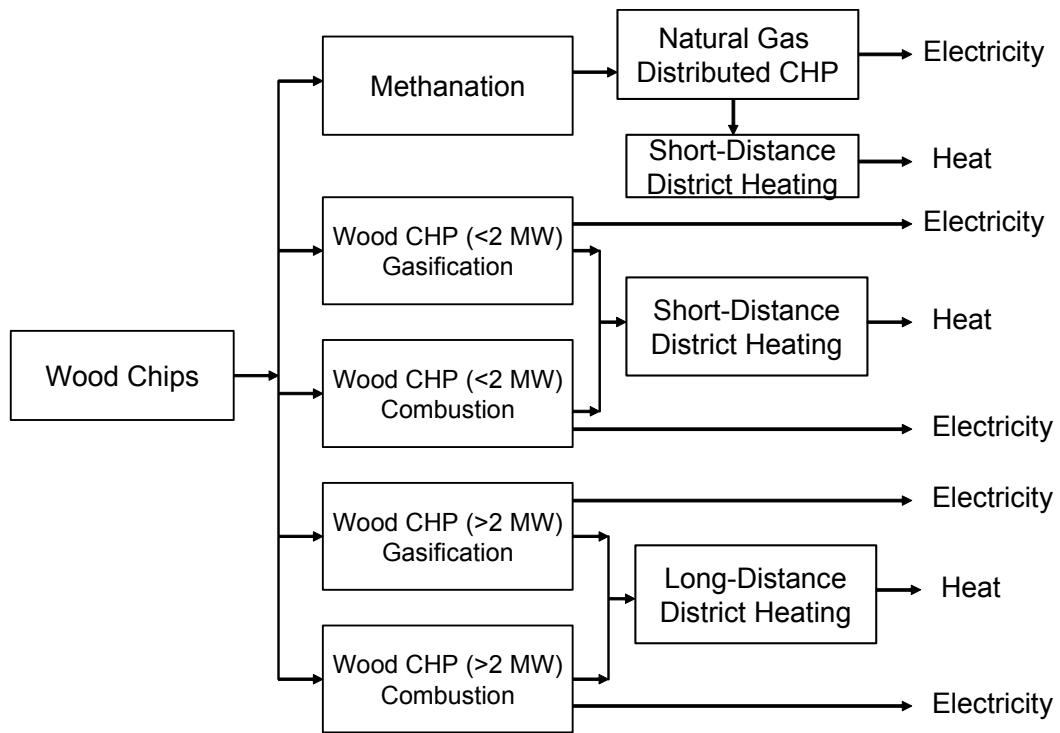 Natural Gas
Distributed CHP
Electricity
Methanation
Short-Distance
District Heating
Heat
Electricity
Wood CHP (<2 MW)
Gasification
Short-Distance
District Heating
Heat
Wood Chips
Wood CHP (<2 MW)
Combustion
Electricity
Electricity
Wood CHP (>2 MW)
Gasification
Long-Distance
District Heating
Heat
Wood CHP (>2 MW)
Combustion
Electricity